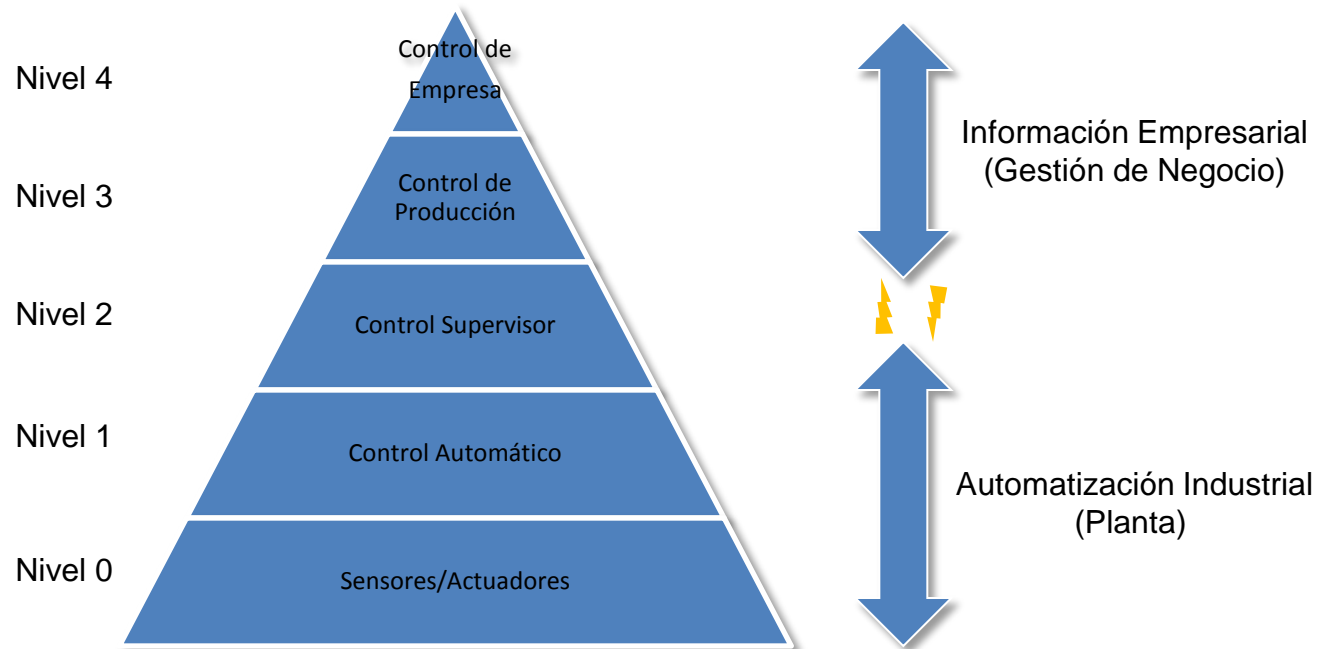 Nivel 4
Control de
Empresa
Nivel 3
Control de
Producción
Nivel 2
Control Supervisor
Nivel 1
Control Automático
Nivel 0
Sensores/Actuadores
Información Empresarial
(Gestión de Negocio)
Automatización Industrial
(Planta)